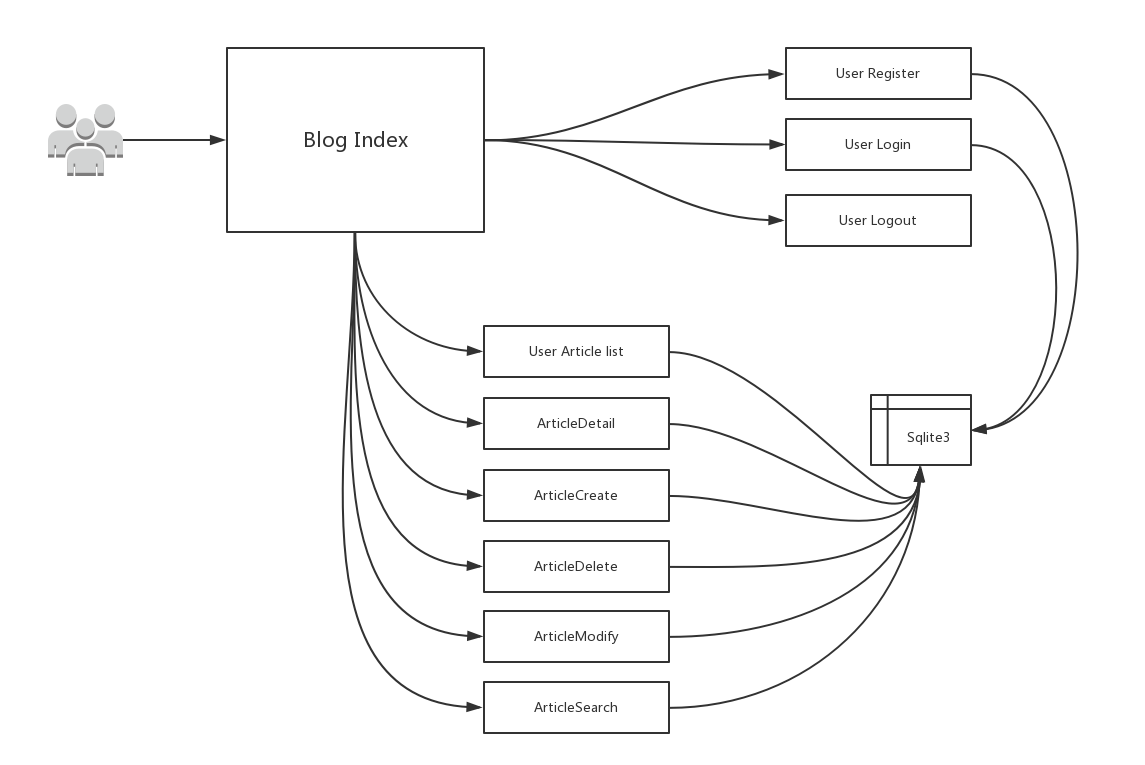 Blog Index
User Register
User Login
User Logout
User Article list
ArticleDetail
ArticleCreate
ArticleDelete
ArticleModify
ArticleSearch
Sqlite3